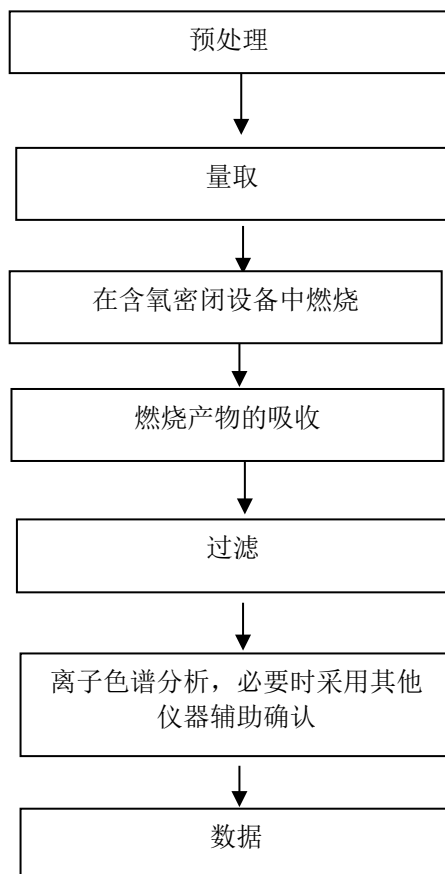 预处理
量取
在含氧密闭设备中燃烧
燃烧产物的吸收
过滤
离子色谱分析，必要时采用其他
仪器辅助确认
数据